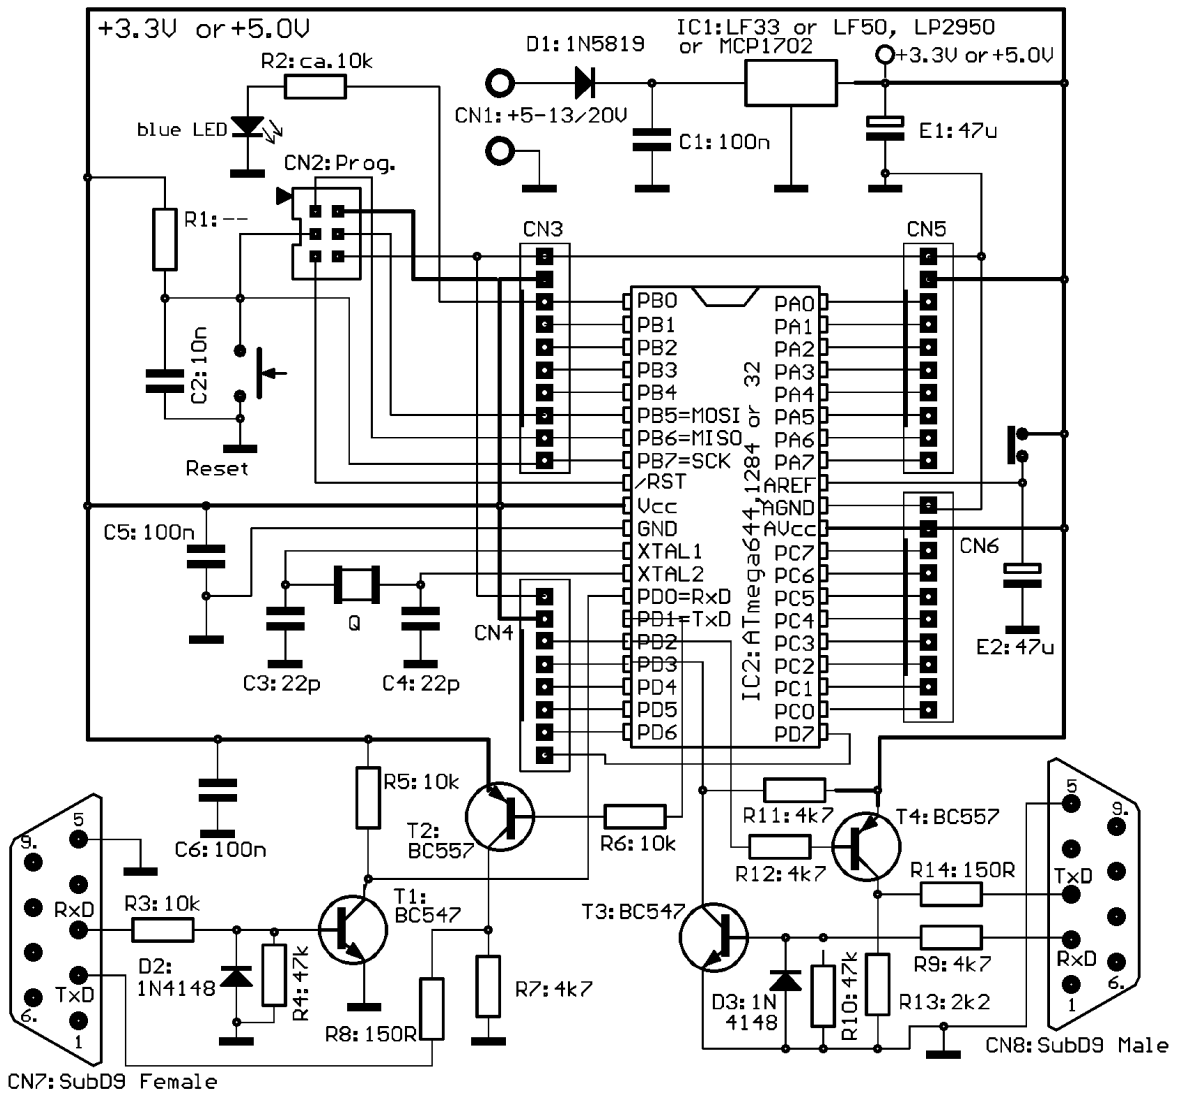 +3.3V or +5.0V
IC1:LF33 or LF50, LP2950
or MCP1702
D1:1N5819
+3.3V or +5.0V
R2:ca.10k
CN1:+5-13/20V
blue LED
E1:47u
C1:100n
CN2:Prog.
R1:--
CN3
CN5
PB0
PB1
PB2
PB3
PB4
PB5=MOSI
PB6=MISO
PB7=SCK
/RST
Vcc
GND
XTAL1
XTAL2
PD0=RxD
PD1=TxD
PD2
PD3
PD4
PD5
PD6
PA0
PA1
PA2
PA3
PA4
PA5
PA6
PA7
AREF
AGND
AVcc
PC7
PC6
PC5
PC4
PC3
PC2
PC1
PC0
PD7
IC2:ATmega644,1284 or 32
C2:10n
Reset
C5:100n
CN6
Q
CN4
E2:47u
C3:22p
C4:22p
R5:10k
T2:
BC557
R6:10k
R11:4k7
T4:BC557
C6:100n
R12:4k7
R14:150R
5
9.
RxD
TxD
6.
1
R3:10k
T1:
BC547
T3:BC547
5
9.
TxD
RxD
6.
1
D2:
1N4148
R4:47k
R7:4k7
R9:4k7
D3:1N
4148
R10:47k
R13:2k2
R8:150R
CN8:SubD9 Male
CN7:SubD9 Female